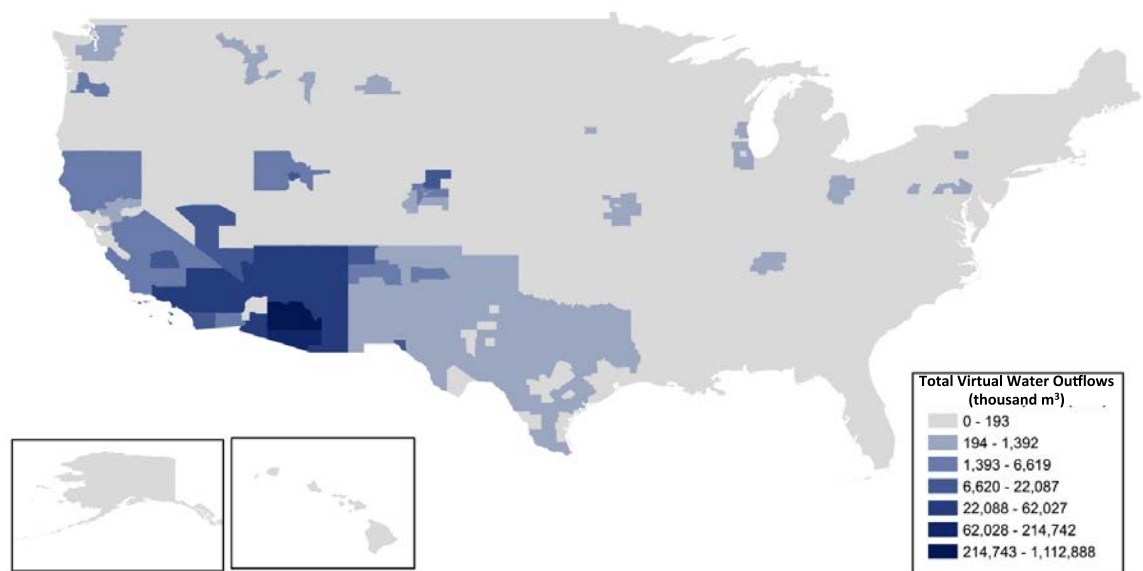 Total Virtual Water Outflows
(thousand m³)
0 - 193
194 - 1,392
1,393 - 6,619
6,620 - 22,087
22,088 - 62,027
62,028 - 214,742
214,743 - 1,112,888